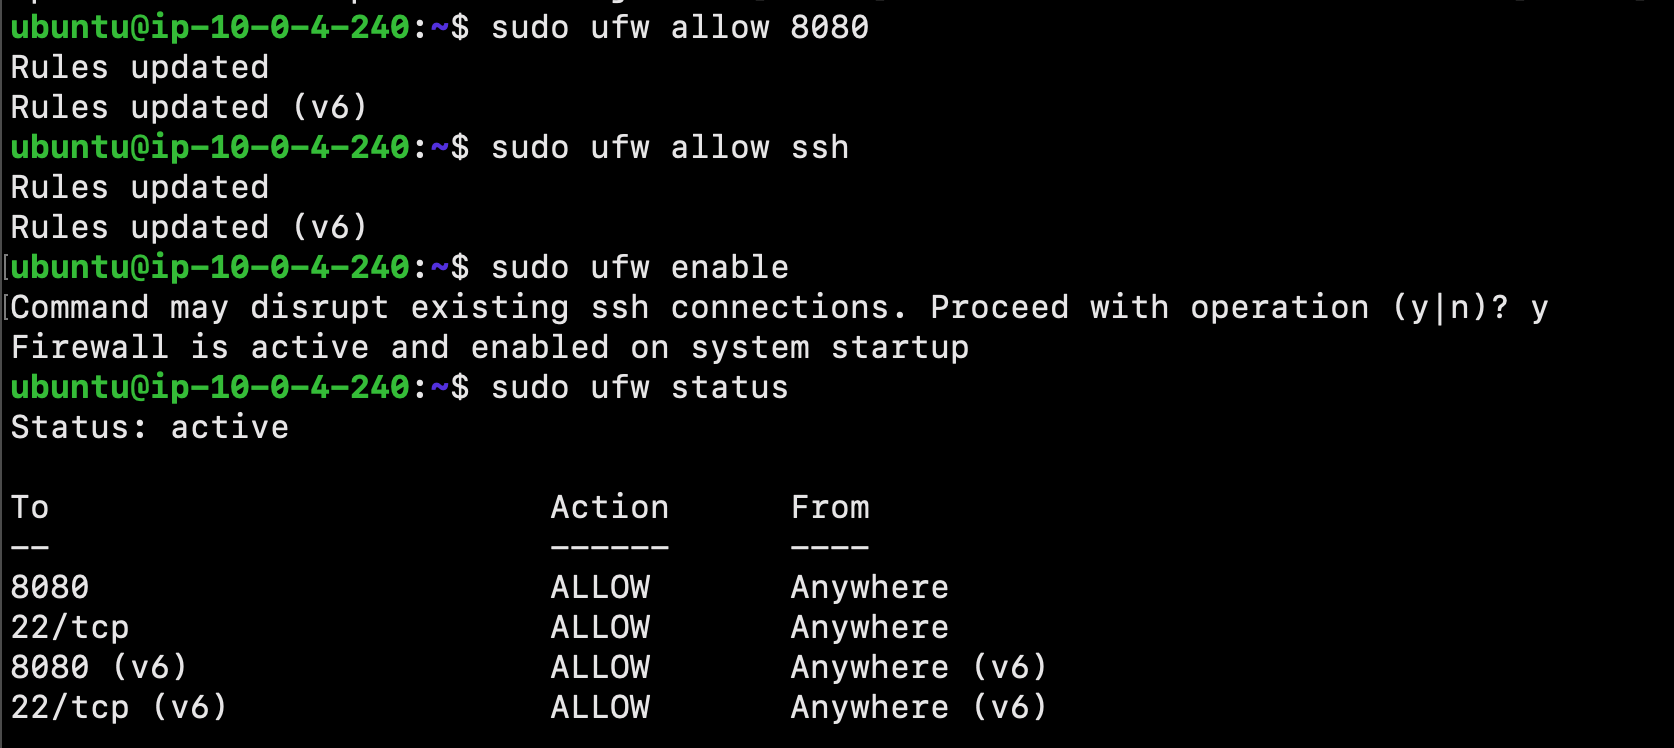 ubuntu@ip-10-0-4-240:~$ sudo ufw allow 8080
Rules updated
Rules updated (v6)
ubuntu@ip-10-0-4-240:~$ sudo ufw allow ssh
Rules updated
Rules updated (v6)
[ubuntu@ip-10-0-4-240:~$ sudo ufw enable
[Command may disrupt existing ssh connections. Proceed with operation (y|n)? y
Firewall is active and enabled on system startup
ubuntu@ip-10-0-4-240:~$ sudo ufw status
Status: active
To                         Action      From
--                         ------      ----
8080                       ALLOW       Anywhere
22/tcp                     ALLOW       Anywhere
8080 (v6)                  ALLOW       Anywhere (v6)
22/tcp (v6)                ALLOW       Anywhere (v6)